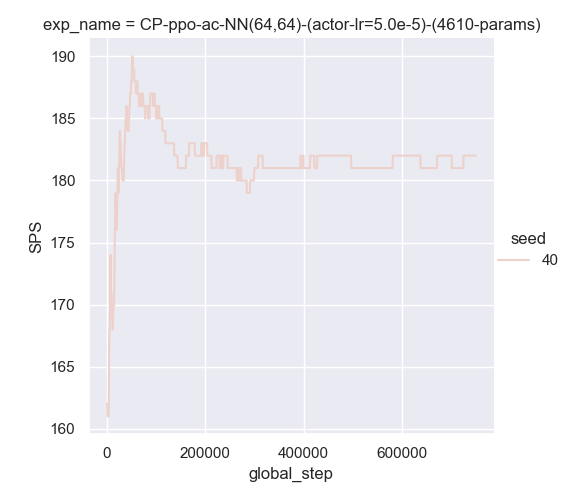 exp_name = CP-ppo-ac-NN(64,64)-(actor-lr=5.0e-5)-(4610-params)
190
185
180
175
170
165
160
SPS
0 200000 400000 600000
global_step
seed
40